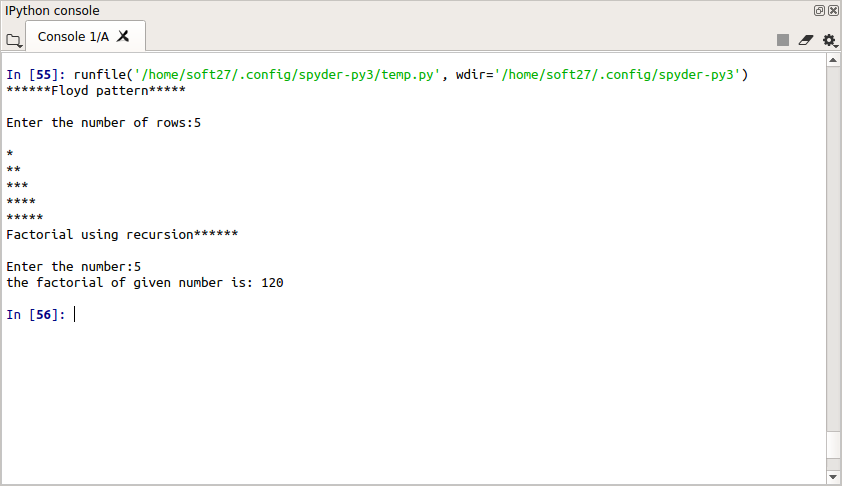 IPython console
Console 1/A
In [55]: runfile('/home/soft27/.config/spyder-py3/temp.py', wdir='/home/soft27/.config/spyder-py3')
******Floyd pattern*****
Enter the number of rows:5
*
**
***
****
*****
Factorial using recursion******
Enter the number:5
the factorial of given number is: 120
In [56]: